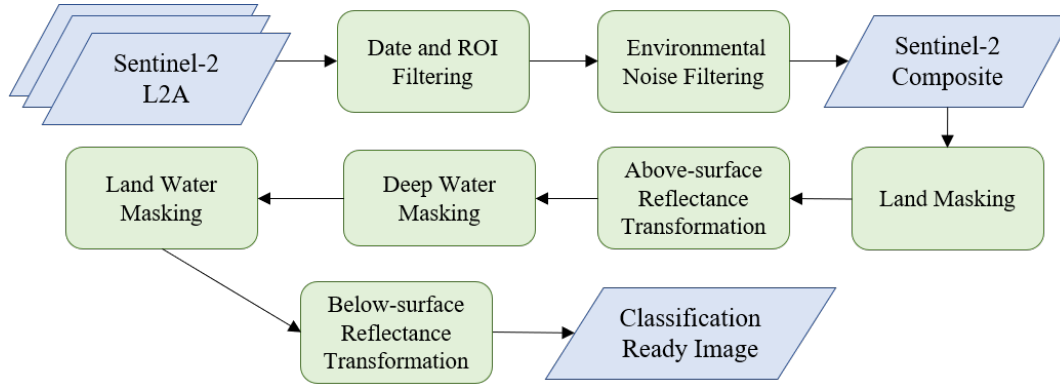 Sentinel-2
L2A
Date and ROI
Filtering
Environmental
Noise Filtering
Sentinel-2
Composite
Land Masking
Above-surface
Reflectance
Transformation
Deep Water
Masking
Land Water
Masking
Below-surface
Reflectance
Transformation
Classification
Ready Image